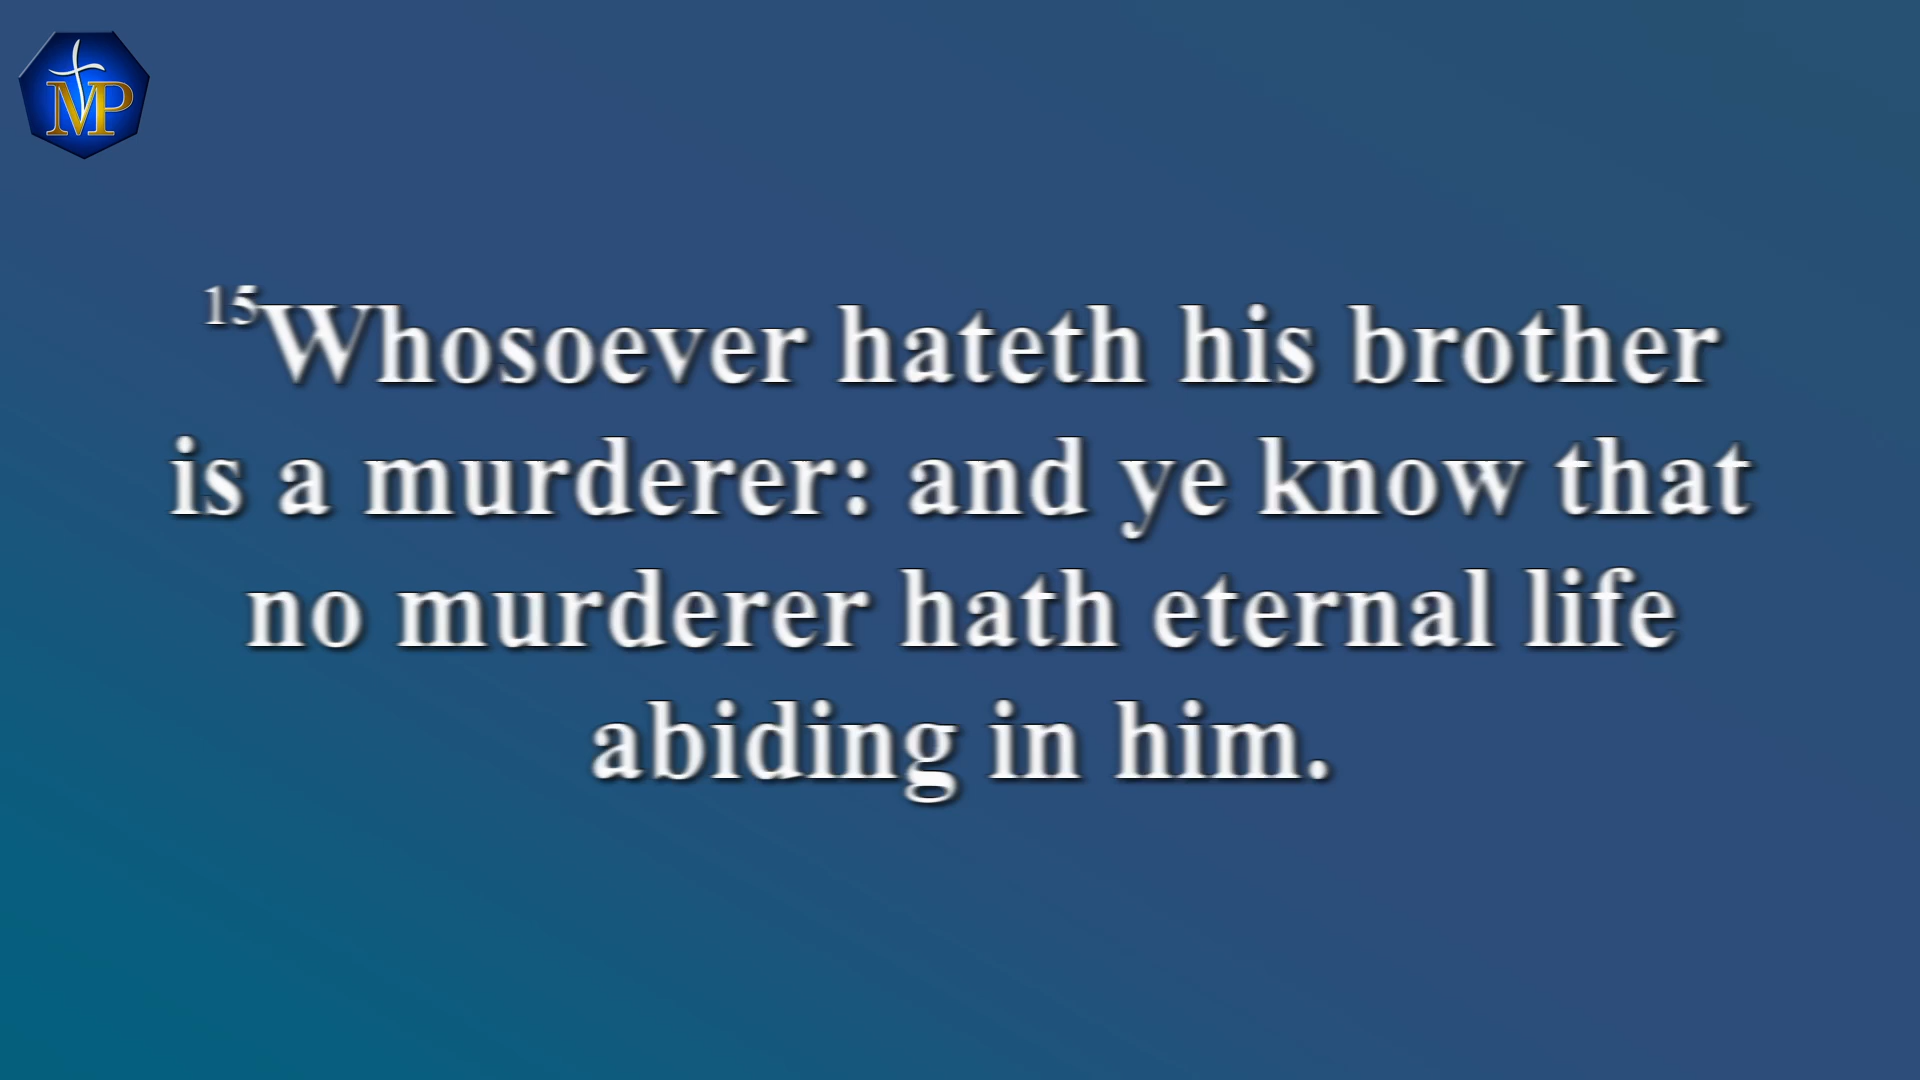 MP
15Whosoever hateth his brother
is a murderer: and ye know that
no murderer hath eternal life
abiding in him.